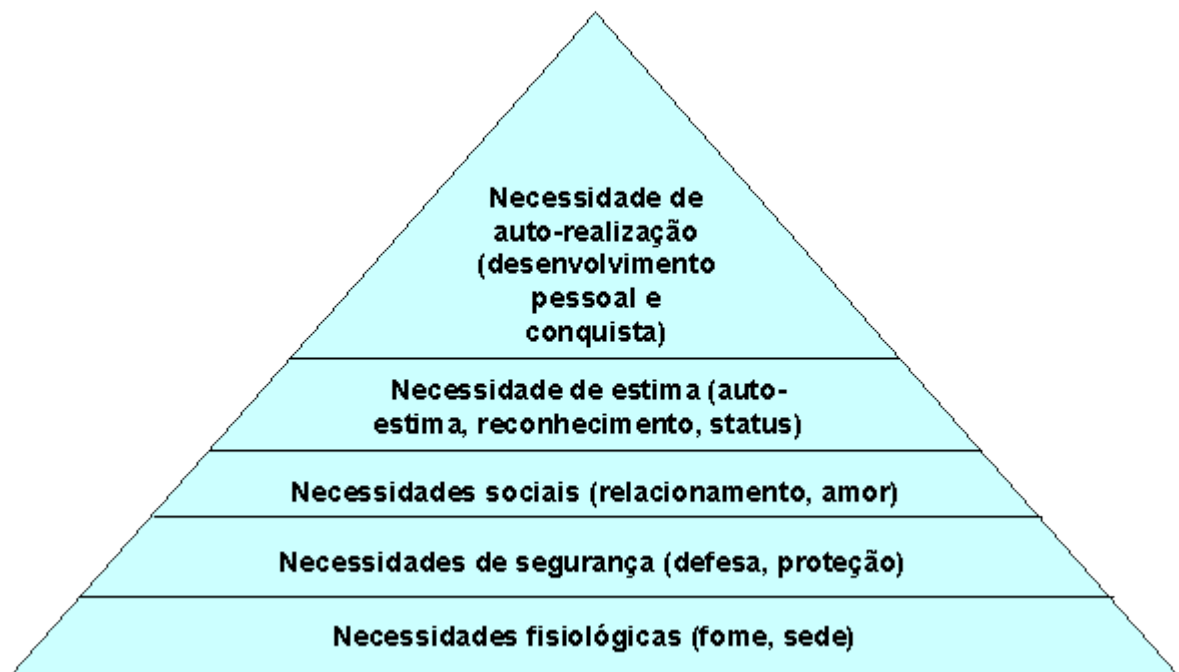 Necessidade de
auto-realização
(desenvolvimento
pessoal e
conquista)
Necessidade de estima (auto-
estima, reconhecimento, status)
Necessidades sociais (relacionamento, amor)
Necessidades de segurança (defesa, proteção)
Necessidades fisiológicas (fome, sede)